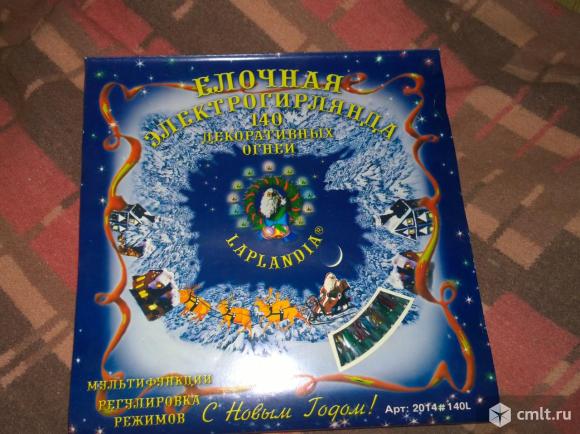 ЕЛОЧНАЯ
ЭЛЕКТРОГИРЛЯНДА
140
ДЕКОРАТИВНЫХ
ОГНЕЙ
LAPLANDIA®
МУЛЬТИФУНКЦИИ
РЕГУЛИРОВКА
РЕЖИМОВ
С Новым Годом!
Арт: 2014#140L
cmlt.ru